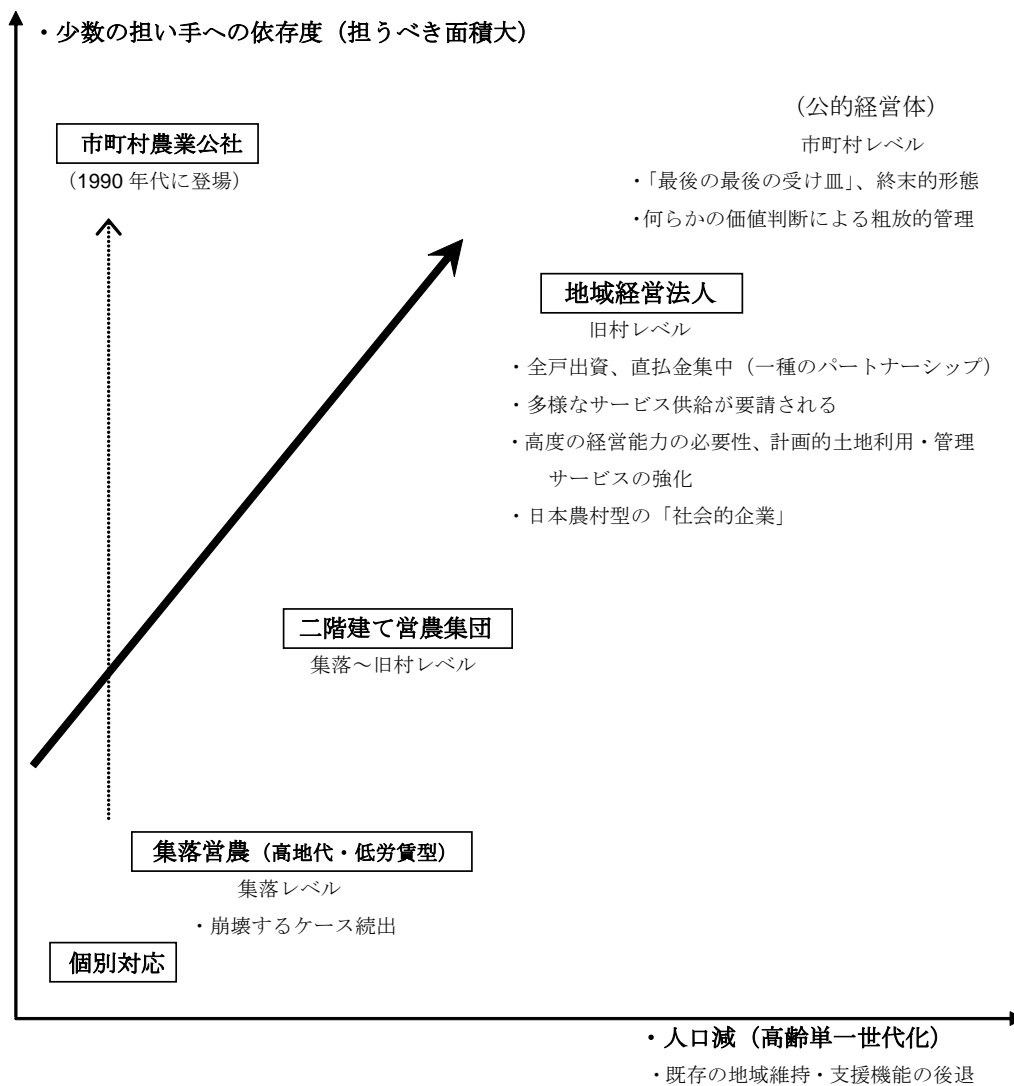 ・少数の担い手への依存度（担うべき面積大）
（公的経営体）
市町村レベル
・「最後の最後の受け皿」、終末的形態
・何らかの価値判断による粗放的管理
市町村農業公社
（1990 年代に登場）
地域経営法人
旧村レベル
・全戸出資、直払金集中（一種のパートナーシップ）
・多様なサービス供給が要請される
・高度の経営能力の必要性、計画的土地利用・管理
サービスの強化
・日本農村型の「社会的企業」
二階建て営農集団
集落～旧村レベル
集落営農（高地代・低労賃型）
集落レベル
・崩壊するケース続出
個別対応
・人口減（高齢単一世代化）
・既存の地域維持・支援機能の後退